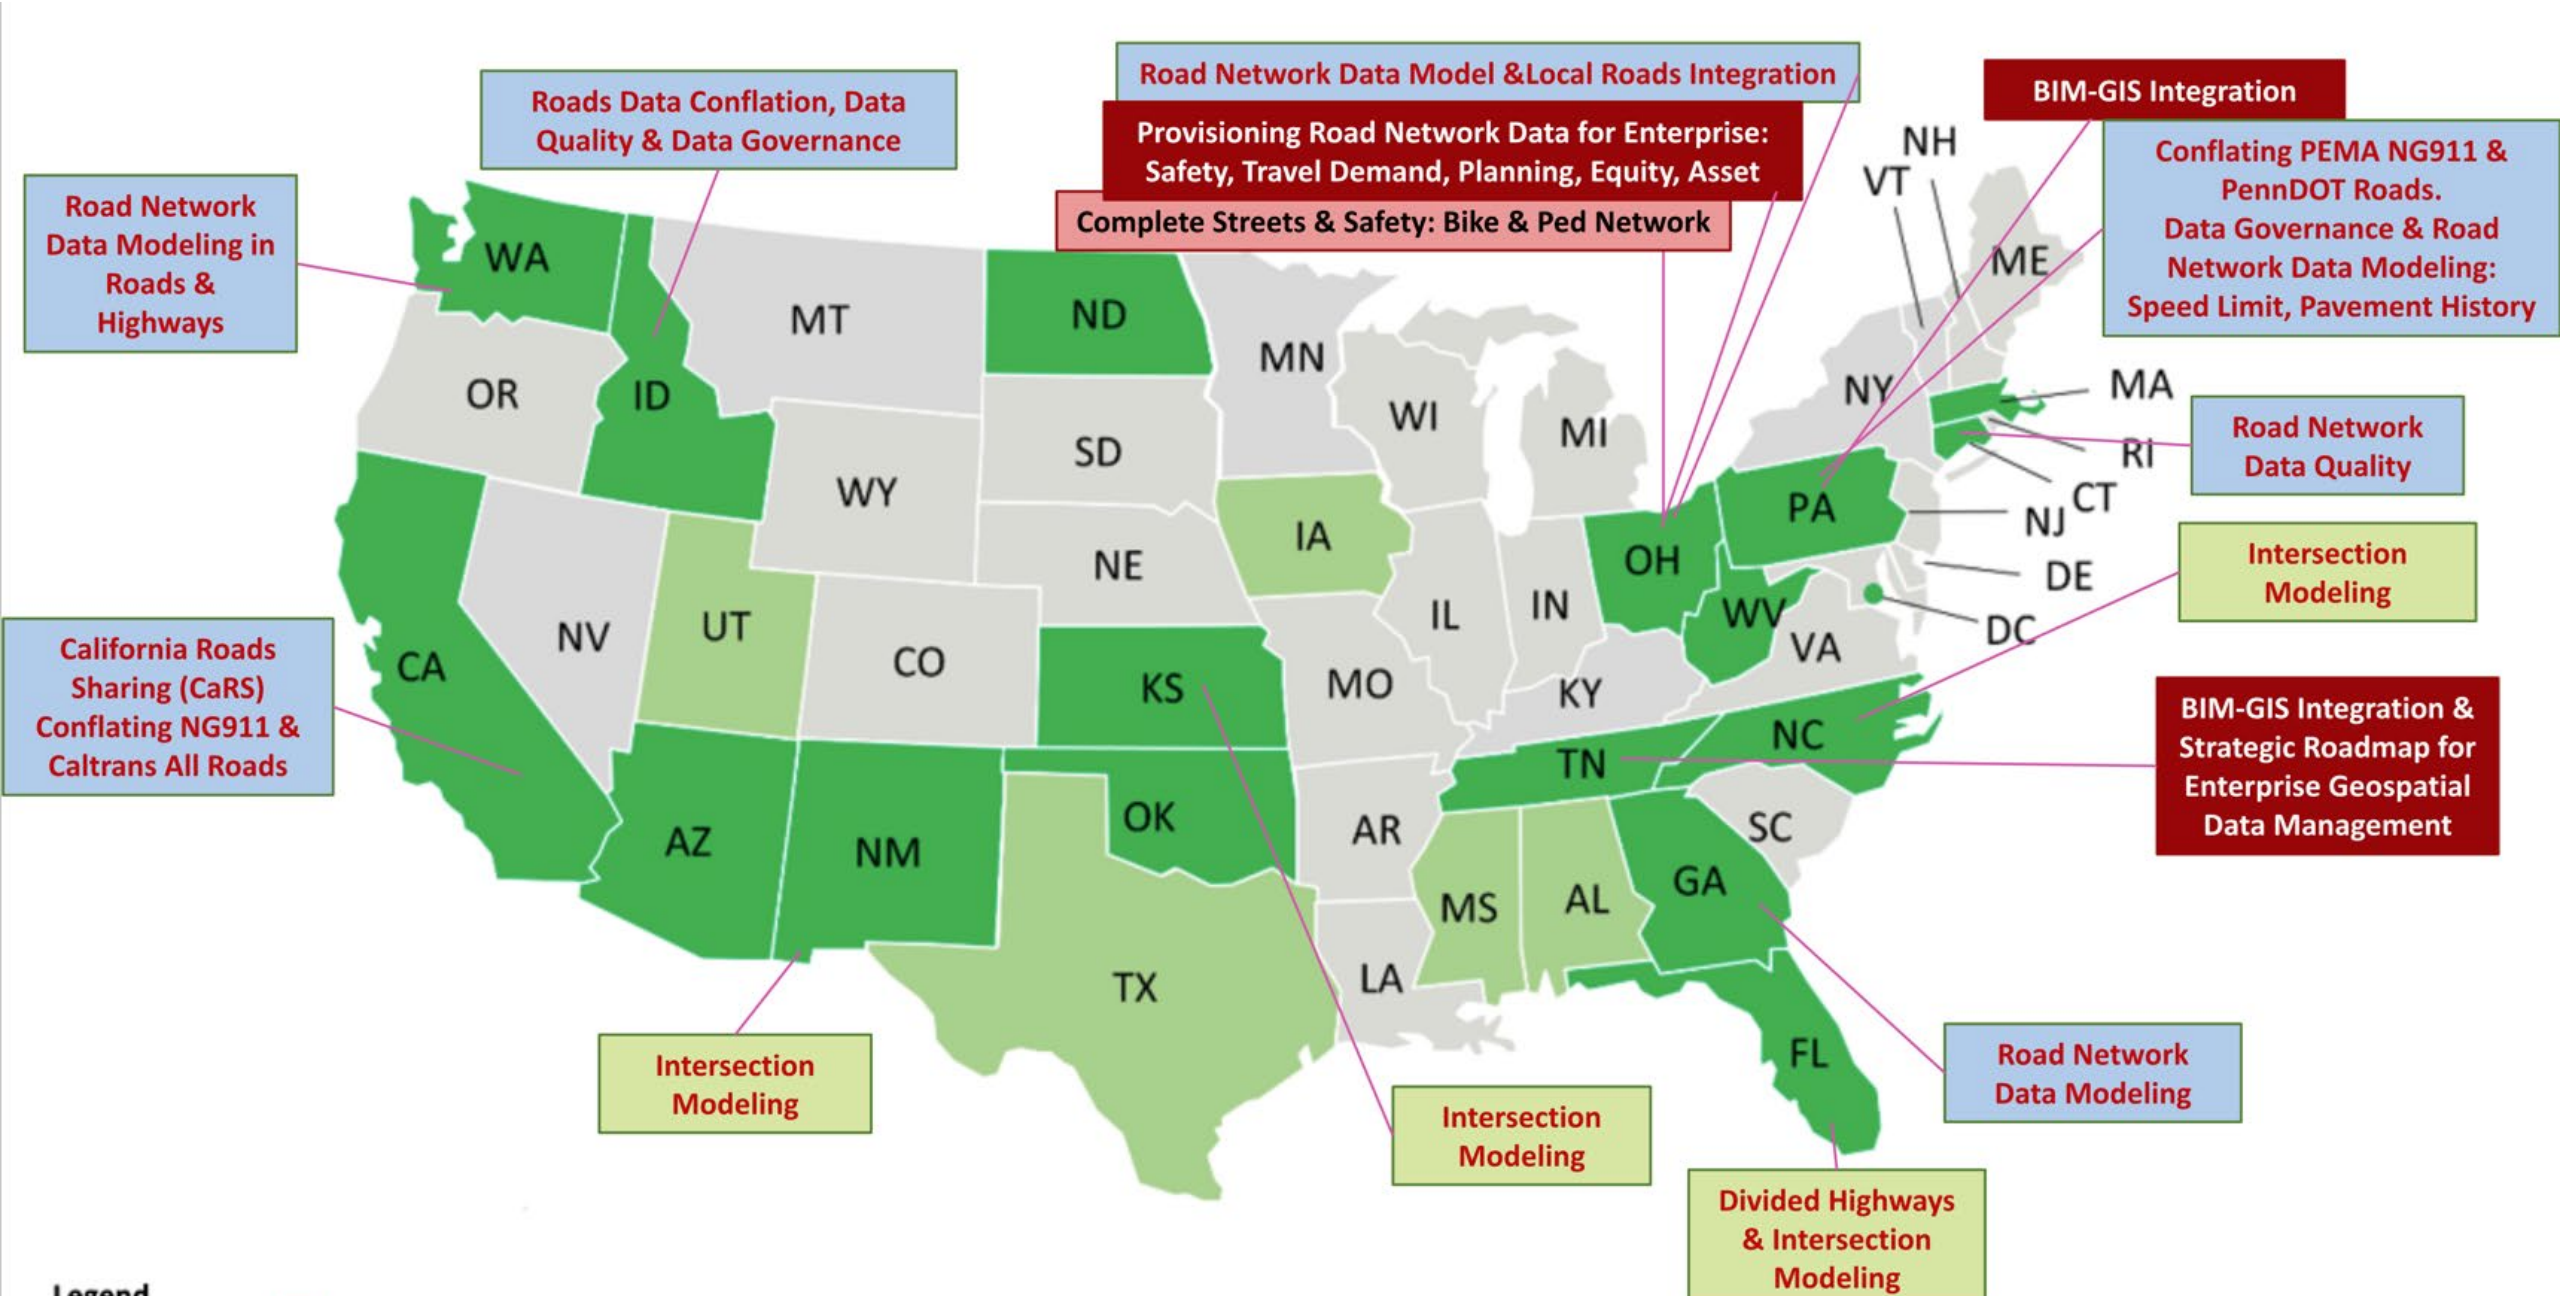 Road Network Data Model &Local Roads Integration
BIM-GIS Integration
Roads Data Conflation, Data
Quality & Data Governance
Provisioning Road Network Data for Enterprise:
Safety, Travel Demand, Planning, Equity, Asset
Complete Streets & Safety: Bike & Ped Network
Conflating PEMA NG911 &
PennDOT Roads.
Data Governance & Road
Network Data Modeling:
Speed Limit, Pavement History
Road Network
Data Modeling in
Roads &
Highways
NH
VT
WA
ME
MT
ND
MN
OR
ID
SD
WI
MI
NY
MA
Road Network
Data Quality
RI
CT
NJ
WY
IA
PA
NE
OH
Intersection
Modeling
DE
DC
NV
UT
CO
IL
IN
WV
VA
California Roads
Sharing (CaRS)
Conflating NG911 &
Caltrans All Roads
CA
KS
MO
KY
NC
TN
BIM-GIS Integration &
Strategic Roadmap for
Enterprise Geospatial
Data Management
AZ
NM
OK
AR
SC
MS
AL
GA
TX
LA
FL
Intersection
Modeling
Intersection
Modeling
Road Network
Data Modeling
Divided Highways
& Intersection
Modeling
Legend